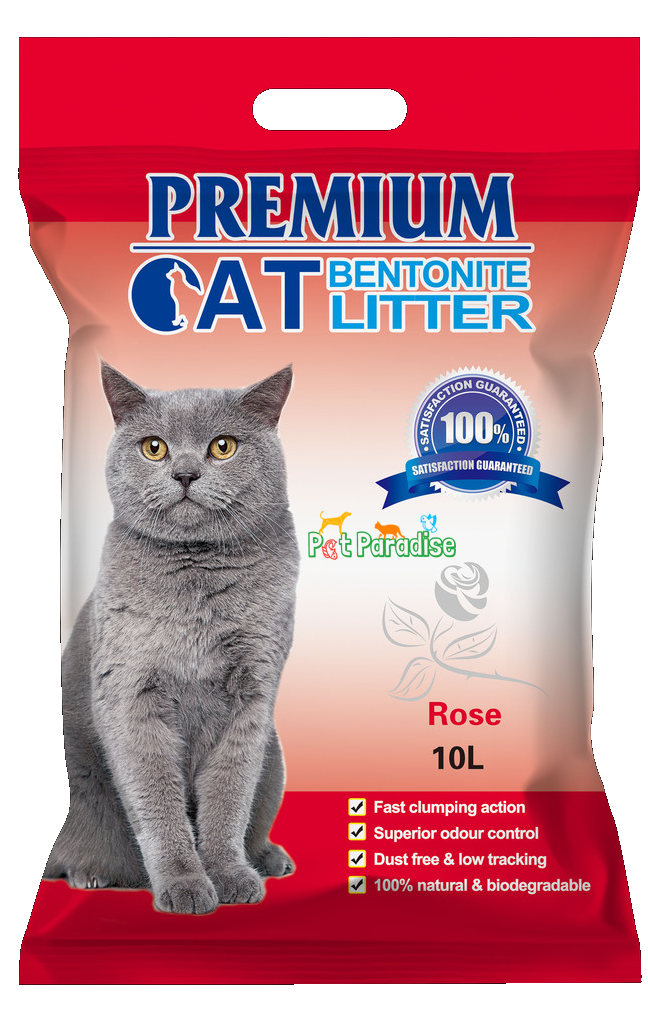 PREMIUM
CAT BENTONITE
LITTER
SATISFACTION GUARANTEED
100%
SATISFACTION GUARANTEED
Pet Paradise
Rose
10L
Fast clumping action
Superior odour control
Dust free & low tracking
100% natural & biodegradable